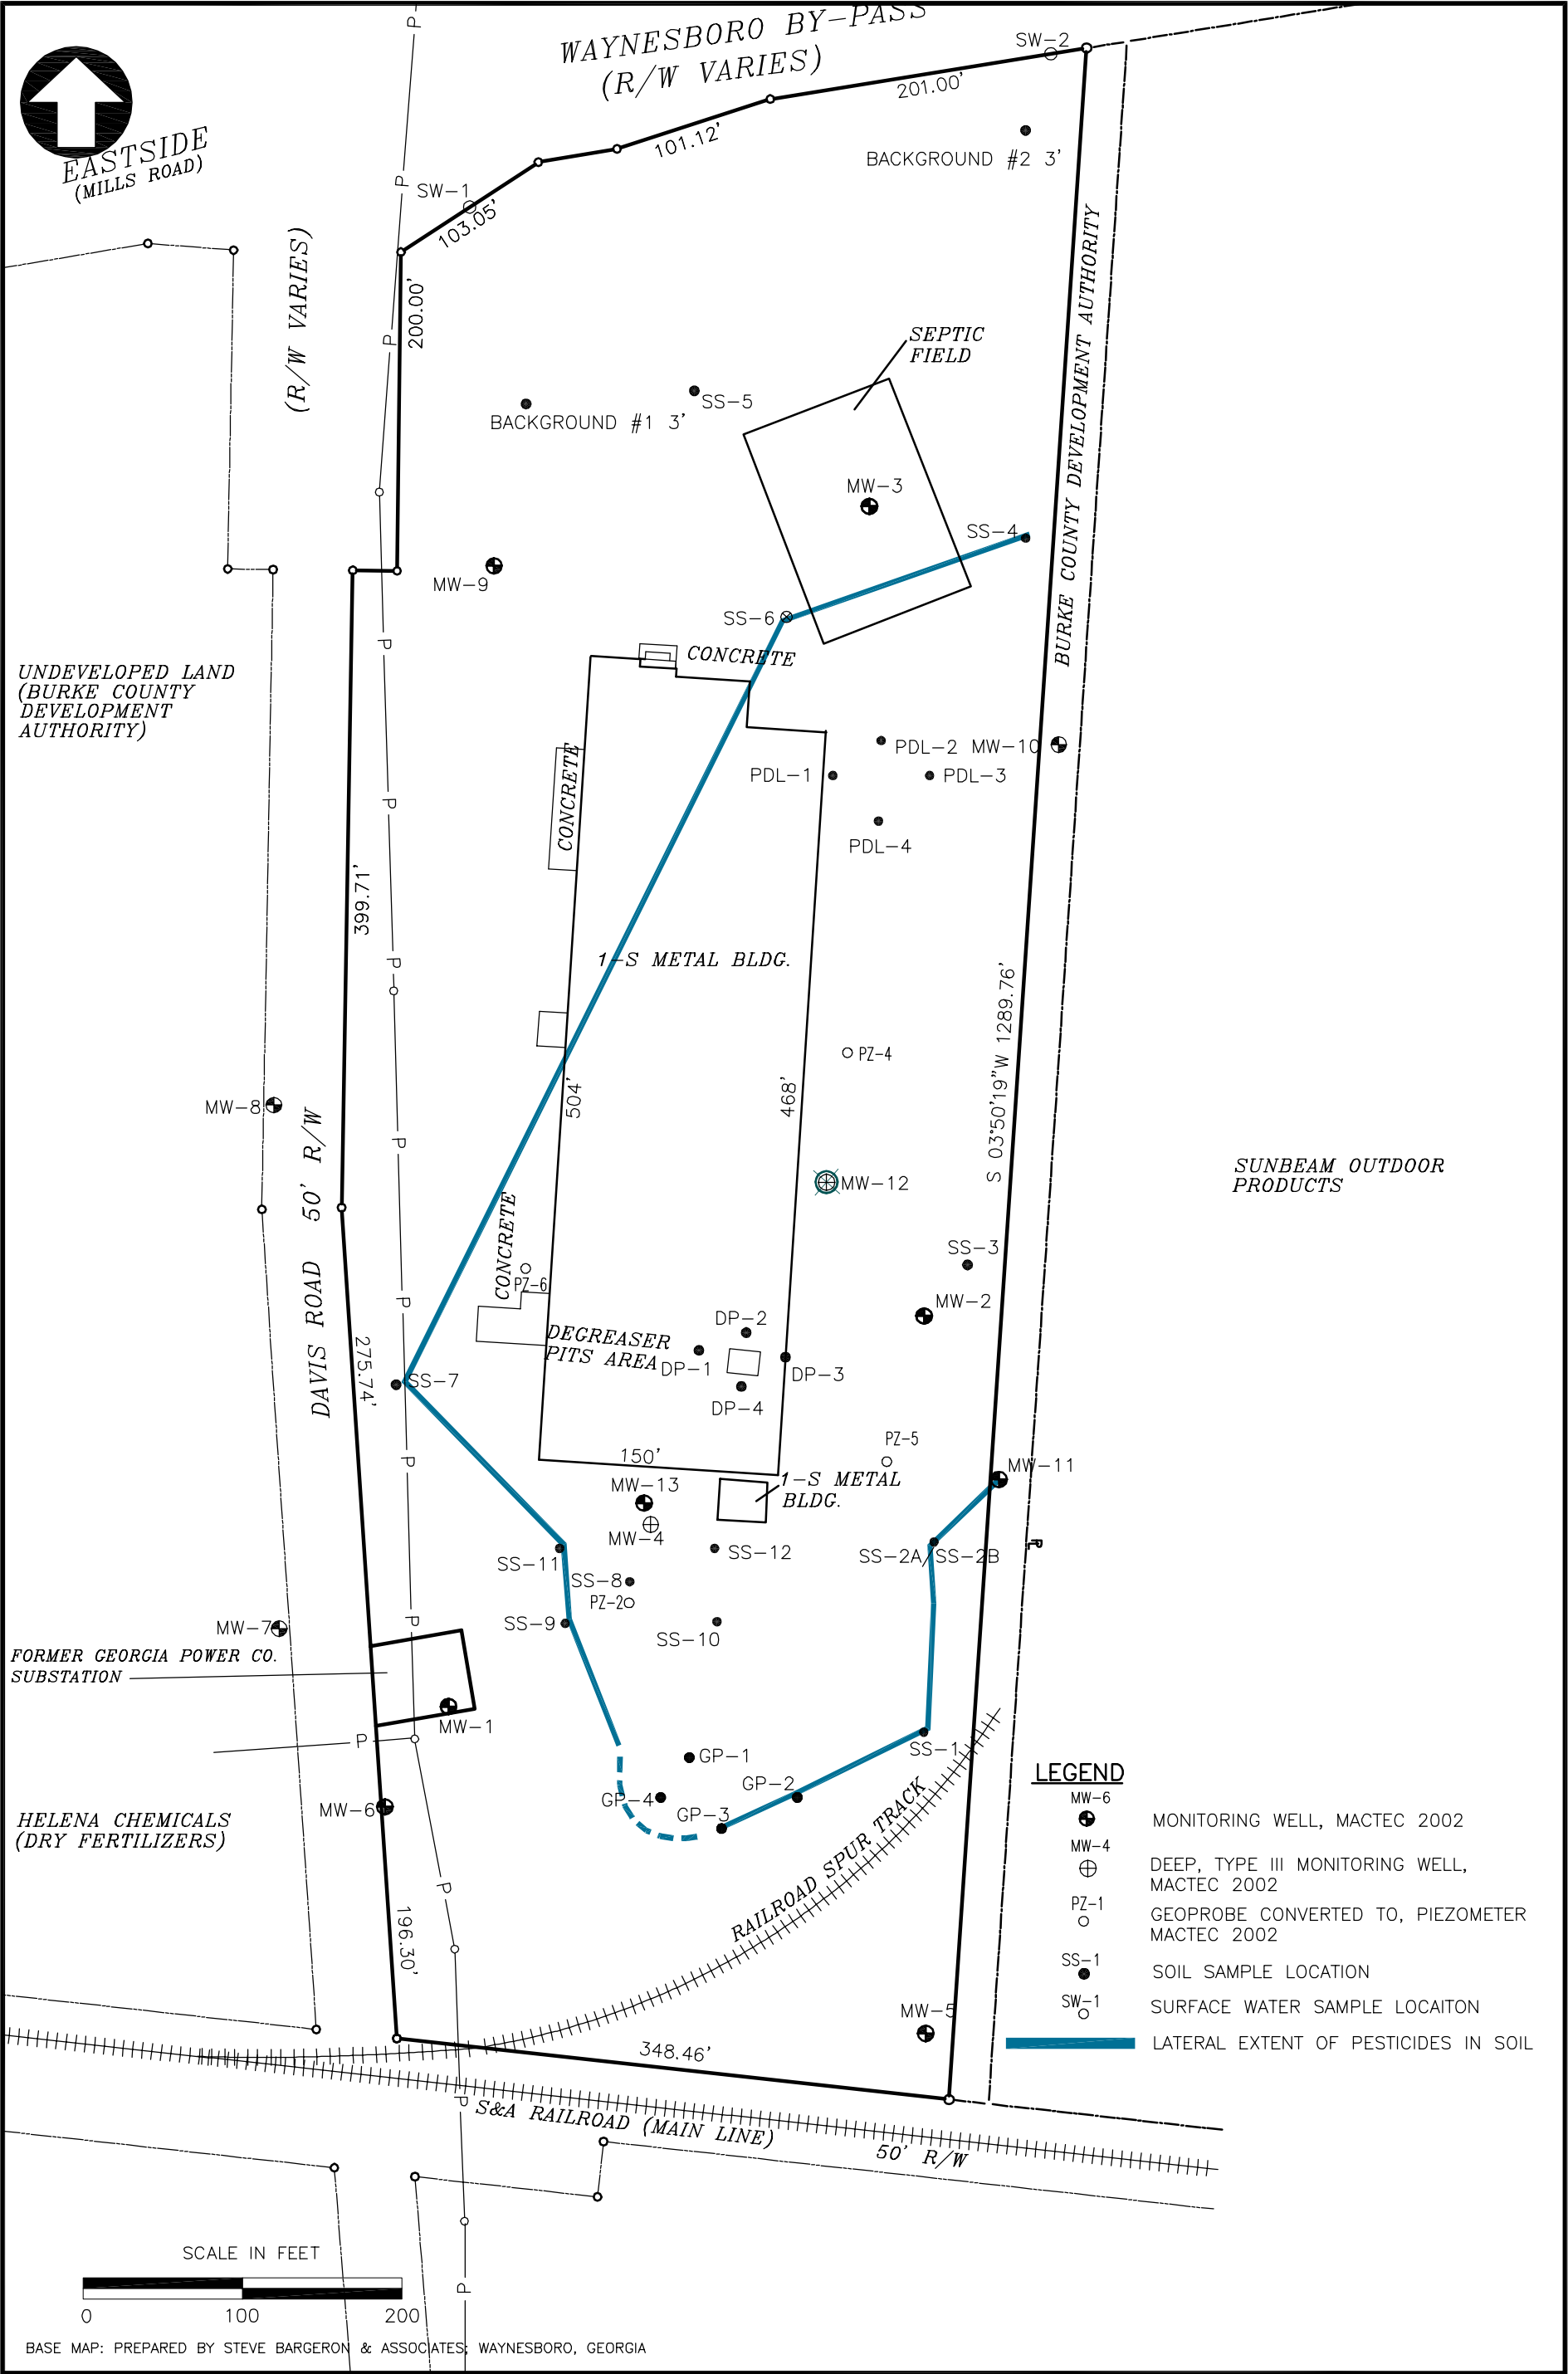 WAYNESBORO BY-PASS
(R/W VARIES)
SW-2
201.00'
101.12'
BACKGROUND #2 3'
EASTSIDE
(MILLS ROAD)
P
P
SW-1
103.05'
(R/W VARIES)
200.00'
P
BURKE COUNTY DEVELOPMENT AUTHORITY
SEPTIC
FIELD
SS-5
BACKGROUND #1 3'
MW-3
SS-4
MW-9
SS-6
P
CONCRETE
UNDEVELOPED LAND
(BURKE COUNTY
DEVELOPMENT
AUTHORITY)
PDL-2
MW-10
PDL-1
PDL-3
PDL-4
CONCRETE
P
399.71'
P
1-S METAL BLDG.
S 03°50'19"W 1289.76'
PZ-4
504'
468'
MW-8
P
DAVIS ROAD 50' R/W
SUNBEAM OUTDOOR
PRODUCTS
MW-12
CONCRETE
PZ-6
SS-3
P
MW-2
DP-2
DEGREASER
PITS AREA
DP-1
DP-3
DP-4
275.74'
SS-7
P
PZ-5
150'
MW-11
1-S METAL
BLDG.
MW-13
MW-4
SS-12
SS-2A/SS-2B
PL
SS-11
SS-8
PZ-2
SS-9
SS-10
P
MW-7
FORMER GEORGIA POWER CO.
SUBSTATION
MW-1
P
SS-1
GP-1
GP-2
GP-4
GP-3
MW-6
HELENA CHEMICALS
(DRY FERTILIZERS)
P
RAILROAD SPUR TRACK
196.30'
LEGEND
MW-6
MONITORING WELL, MACTEC 2002
MW-4
DEEP, TYPE III MONITORING WELL,
MACTEC 2002
PZ-1
GEOPROBE CONVERTED TO, PIEZOMETER
MACTEC 2002
SS-1
SOIL SAMPLE LOCATION
SW-1
SURFACE WATER SAMPLE LOCAITON
LATERAL EXTENT OF PESTICIDES IN SOIL
MW-5
348.46'
P
S&A RAILROAD (MAIN LINE)
50' R/W
P
SCALE IN FEET
0 100 200
BASE MAP: PREPARED BY STEVE BARGERON & ASSOCIATES; WAYNESBORO, GEORGIA